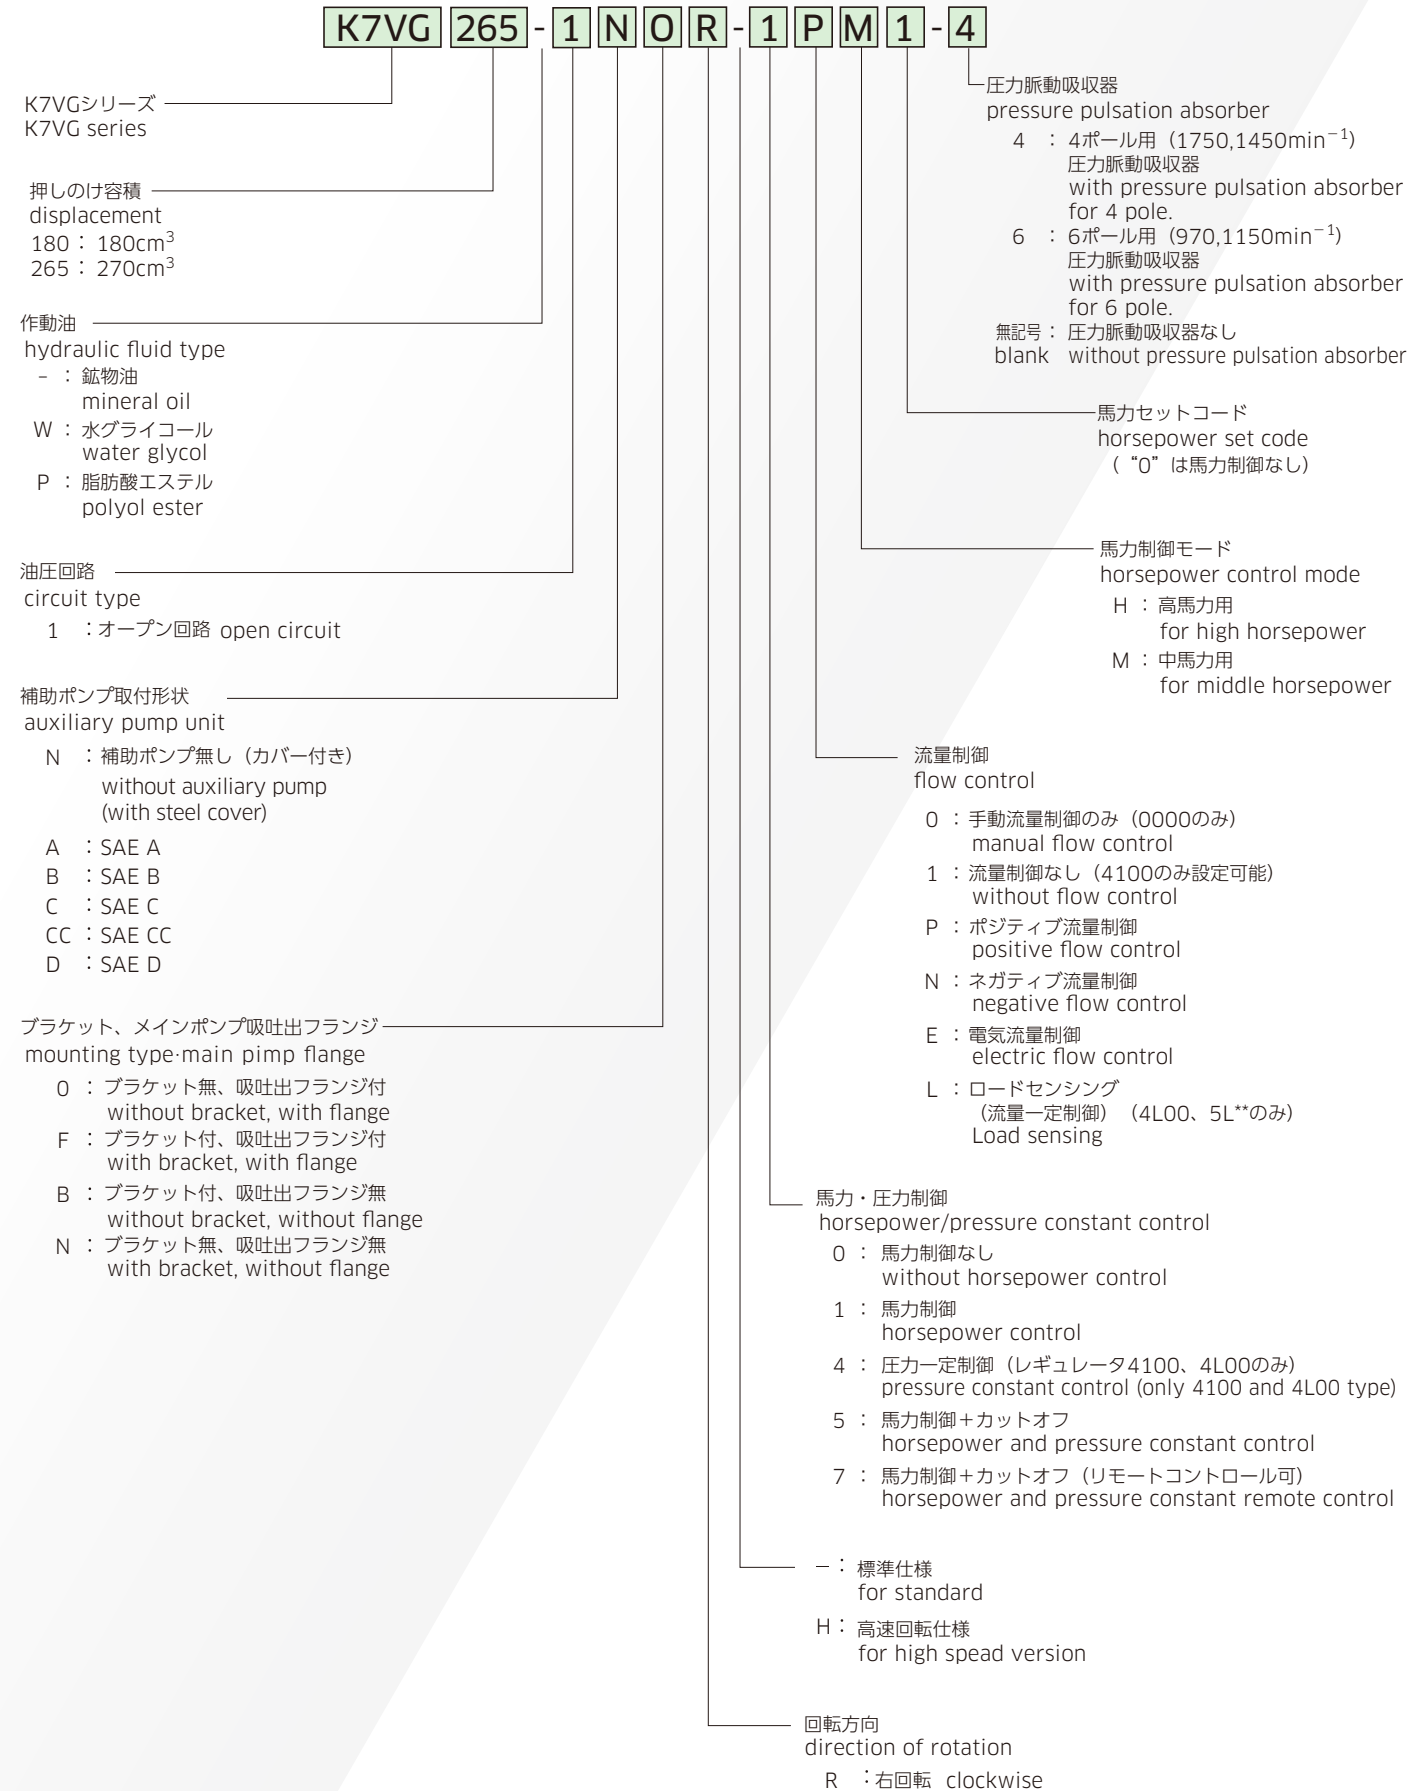 K7VG 265 - 1 N 0 R - 1 P M 1 - 4
K7VGシリーズ
K7VG series
押しのけ容積
displacement
180： 180cm³
265： 270cm³
作動油
hydraulic fluid type
－ ： 鉱物油
mineral oil
W ： 水グライコール
water glycol
P ： 脂肪酸エステル
polyol ester
油圧回路
circuit type
1 ：オープン回路 open circuit
補助ポンプ取付形状
auxiliary pump unit
N ：補助ポンプ無し（カバー付き）
without auxiliary pump
(with steel cover)
A ：SAE A
B ：SAE B
C ：SAE C
CC ：SAE CC
D ：SAE D
ブラケット、メインポンプ吸吐出フランジ
mounting type·main pimp flange
0 ： ブラケット無、吸吐出フランジ付
without bracket, with flange
F ： ブラケット付、吸吐出フランジ付
with bracket, with flange
B ： ブラケット付、吸吐出フランジ無
without bracket, without flange
N ： ブラケット無、吸吐出フランジ無
with bracket, without flange
圧力脈動吸収器
pressure pulsation absorber
4 ： 4ポール用（1750,1450min⁻¹）
圧力脈動吸収器
with pressure pulsation absorber
for 4 pole.
6 ： 6ポール用（970,1150min⁻¹）
圧力脈動吸収器
with pressure pulsation absorber
for 6 pole.
無記号： 圧力脈動吸収器なし
blank without pressure pulsation absorber
馬力セットコード
horsepower set code
（“0”は馬力制御なし）
馬力制御モード
horsepower control mode
H ： 高馬力用
for high horsepower
M ： 中馬力用
for middle horsepower
流量制御
flow control
0 ：手動流量制御のみ（0000のみ）
manual flow control
1 ：流量制御なし（4100のみ設定可能）
without flow control
P ：ポジティブ流量制御
positive flow control
N ：ネガティブ流量制御
negative flow control
E ：電気流量制御
electric flow control
L ：ロードセンシング
（流量一定制御）（4L00、5L**のみ）
Load sensing
馬力・圧力制御
horsepower/pressure constant control
0 ： 馬力制御なし
without horsepower control
1 ： 馬力制御
horsepower control
4 ： 圧力一定制御（レギュレータ4100、4L00のみ）
pressure constant control (only 4100 and 4L00 type)
5 ： 馬力制御＋カットオフ
horsepower and pressure constant control
7 ： 馬力制御＋カットオフ（リモートコントロール可）
horsepower and pressure constant remote control
－： 標準仕様
for standard
H： 高速回転仕様
for high spead version
回転方向
direction of rotation
R ：右回転 clockwise